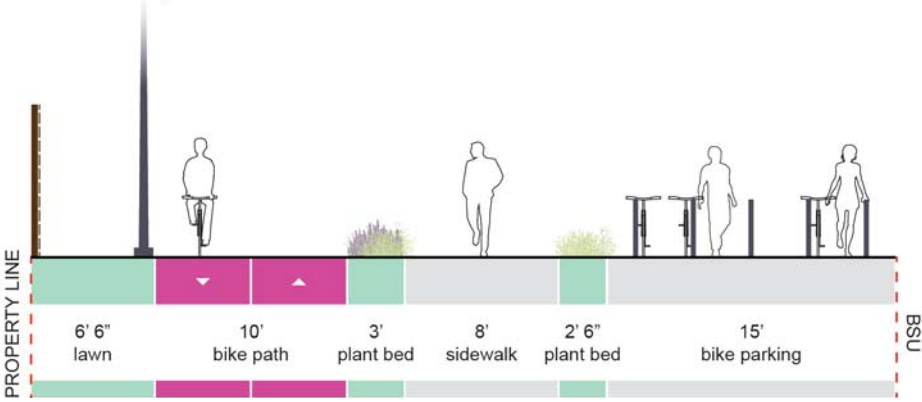 PROPERTY LINE
6’ 6”
lawn
10’
bike path
3’
plant bed
8’
sidewalk
2’ 6”
plant bed
15’
bike parking
BSU